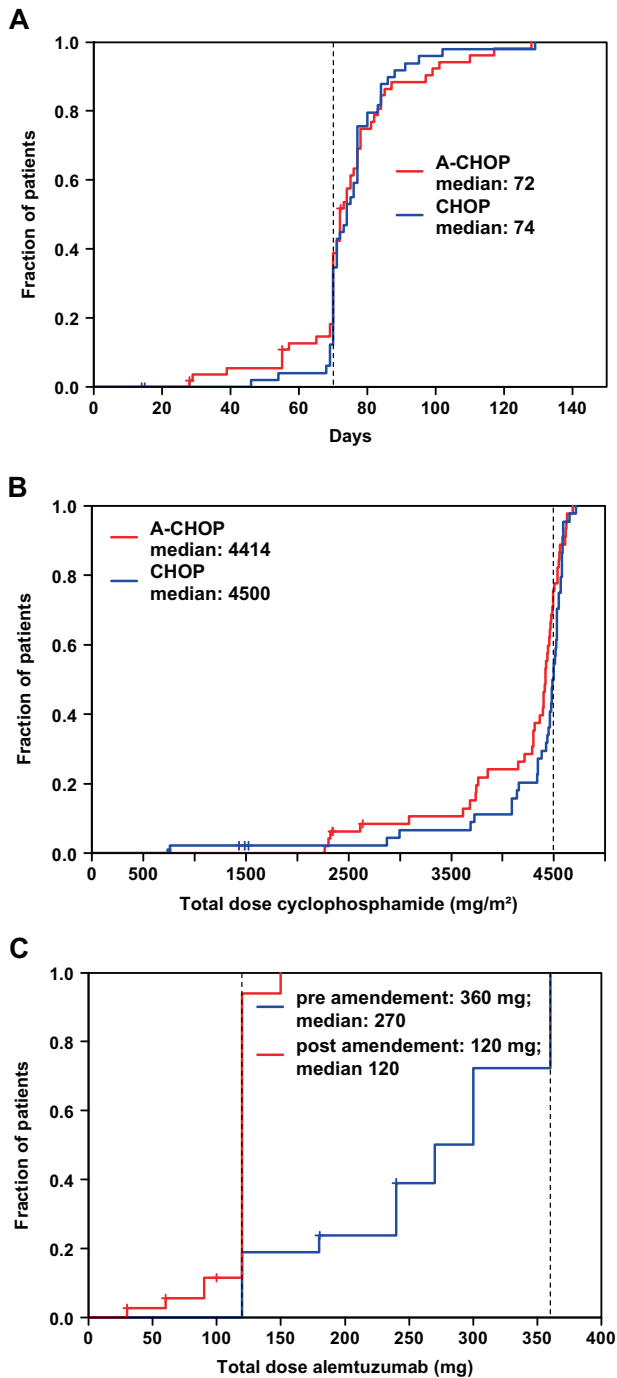 A
1.0
0.8
0.6
0.4
0.2
0.0
Fraction of patients
A-CHOP
median: 72
CHOP
median: 74
0 20 40 60 80 100 120 140
Days
B
1.0
0.8
0.6
0.4
0.2
0.0
Fraction of patients
A-CHOP
median: 4414
CHOP
median: 4500
0 500 1500 2500 3500 4500
Total dose cyclophosphamide (mg/m²)
C
1.0
0.8
0.6
0.4
0.2
0.0
Fraction of patients
pre amendement: 360 mg;
median: 270
post amendement: 120 mg;
median 120
0 50 100 150 200 250 300 350 400
Total dose alemtuzumab (mg)